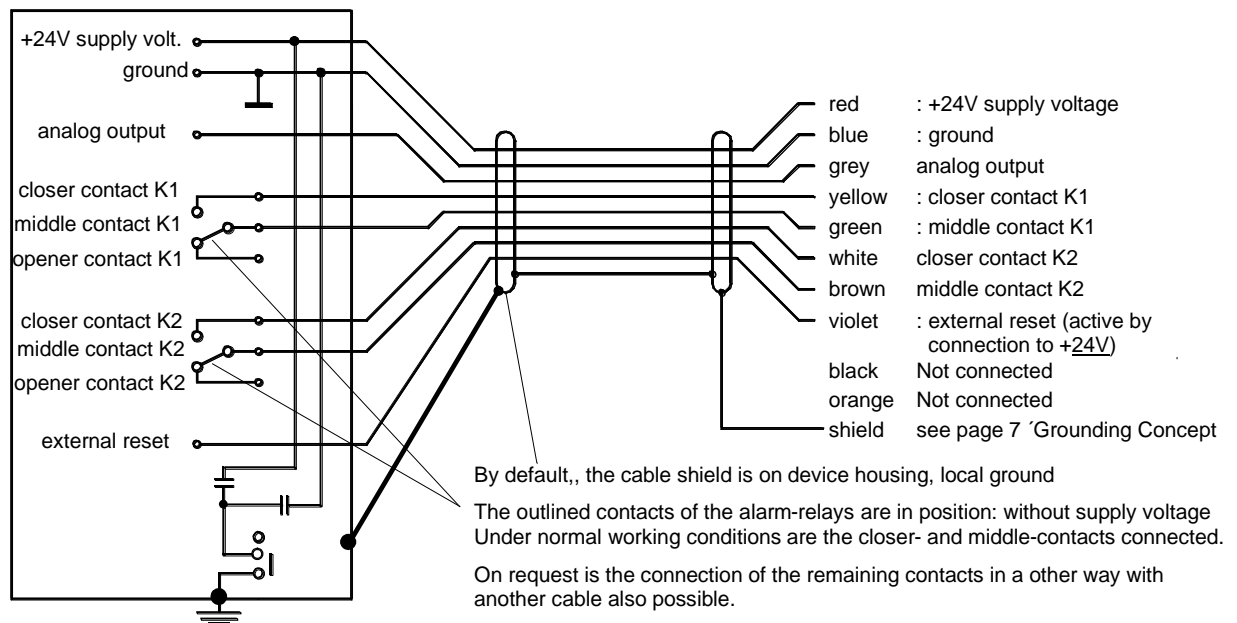 +24V supply volt.
ground
analog output
closer contact K1
middle contact K1
opener contact K1
closer contact K2
middle contact K2
opener contact K2
external reset
red : +24V supply voltage
blue : ground
grey analog output
yellow : closer contact K1
green : middle contact K1
white closer contact K2
brown middle contact K2
violet : external reset (active by
connection to +24V)
black Not connected
orange Not connected
shield see page 7 ´Grounding Concept
By default,, the cable shield is on device housing, local ground
The outlined contacts of the alarm-relays are in position: without supply voltage
Under normal working conditions are the closer- and middle-contacts connected.
On request is the connection of the remaining contacts in a other way with
another cable also possible.